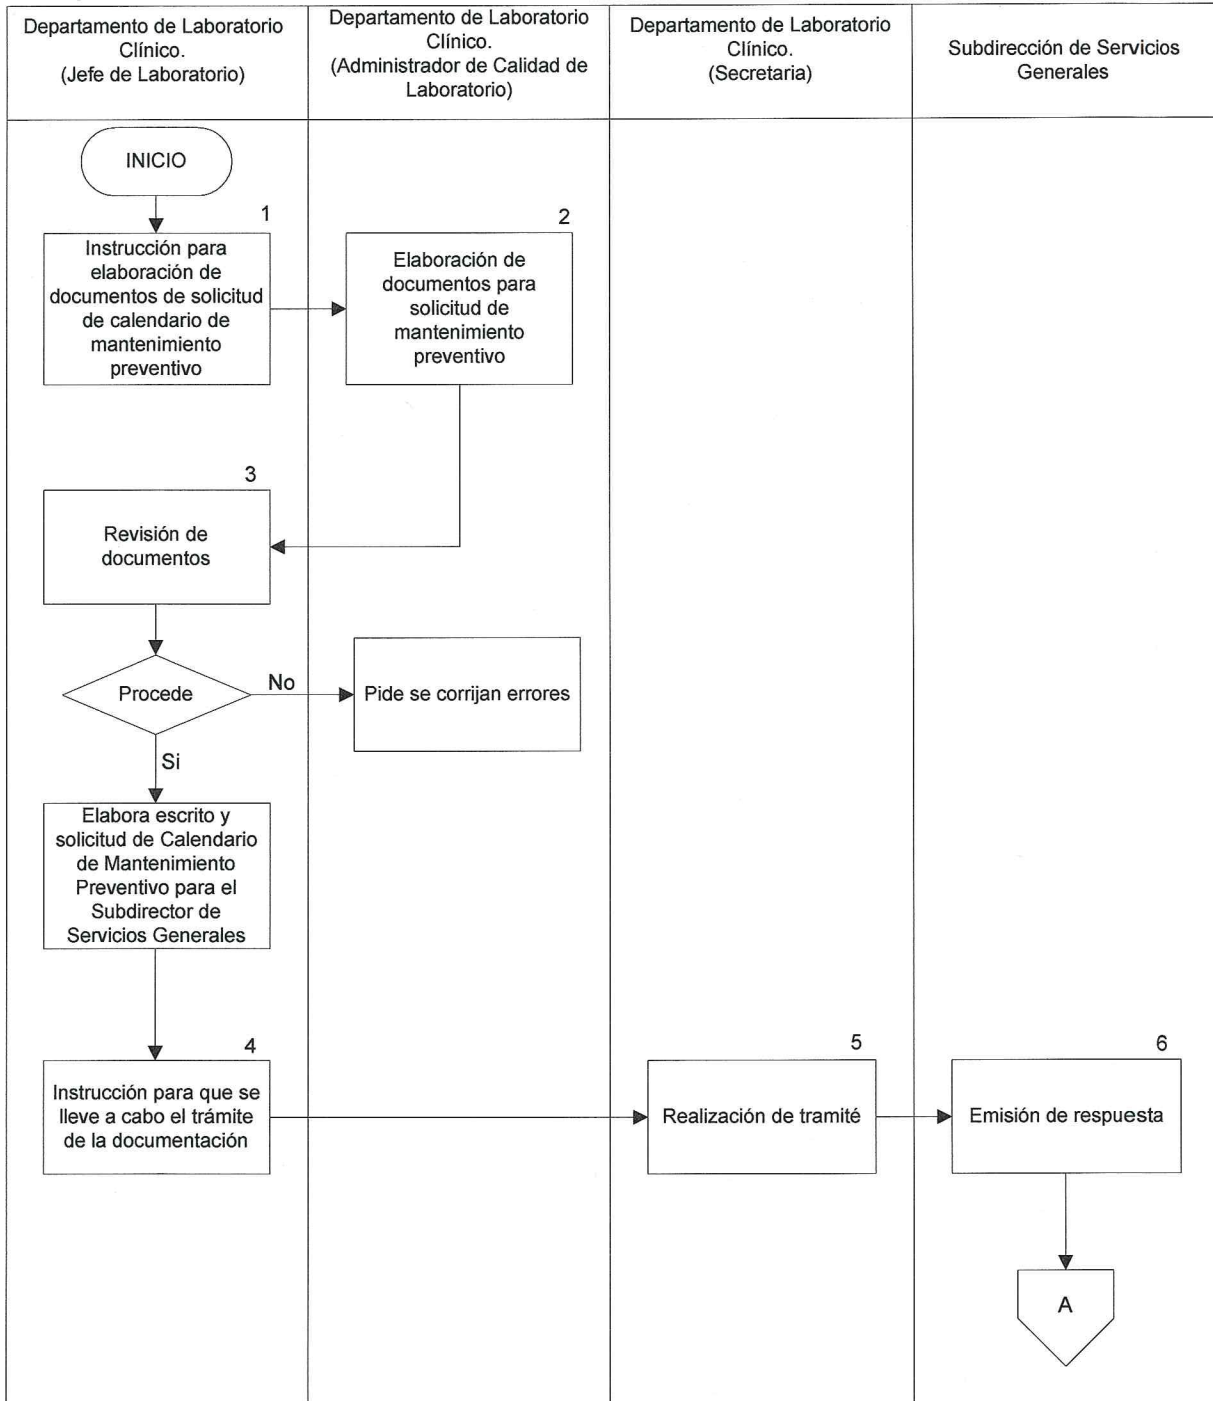 Departamento de Laboratorio
Clínico.
(Jefe de Laboratorio)
Departamento de Laboratorio
Clínico.
(Administrador de Calidad de
Laboratorio)
Departamento de Laboratorio
Clínico.
(Secretaria)
Subdirección de Servicios
Generales
INICIO
1
Instrucción para
elaboración de
documentos de solicitud
de calendario de
mantenimiento
preventivo
2
Elaboración de
documentos para
solicitud de
mantenimiento
preventivo
3
Revisión de
documentos
Procede
No
Pide se corrijan errores
Si
Elabora escrito y
solicitud de Calendario
de Mantenimiento
Preventivo para el
Subdirector de
Servicios Generales
4
Instrucción para que se
lleve a cabo el trámite
de la documentación
5
Realización de tramité
6
Emisión de respuesta
A